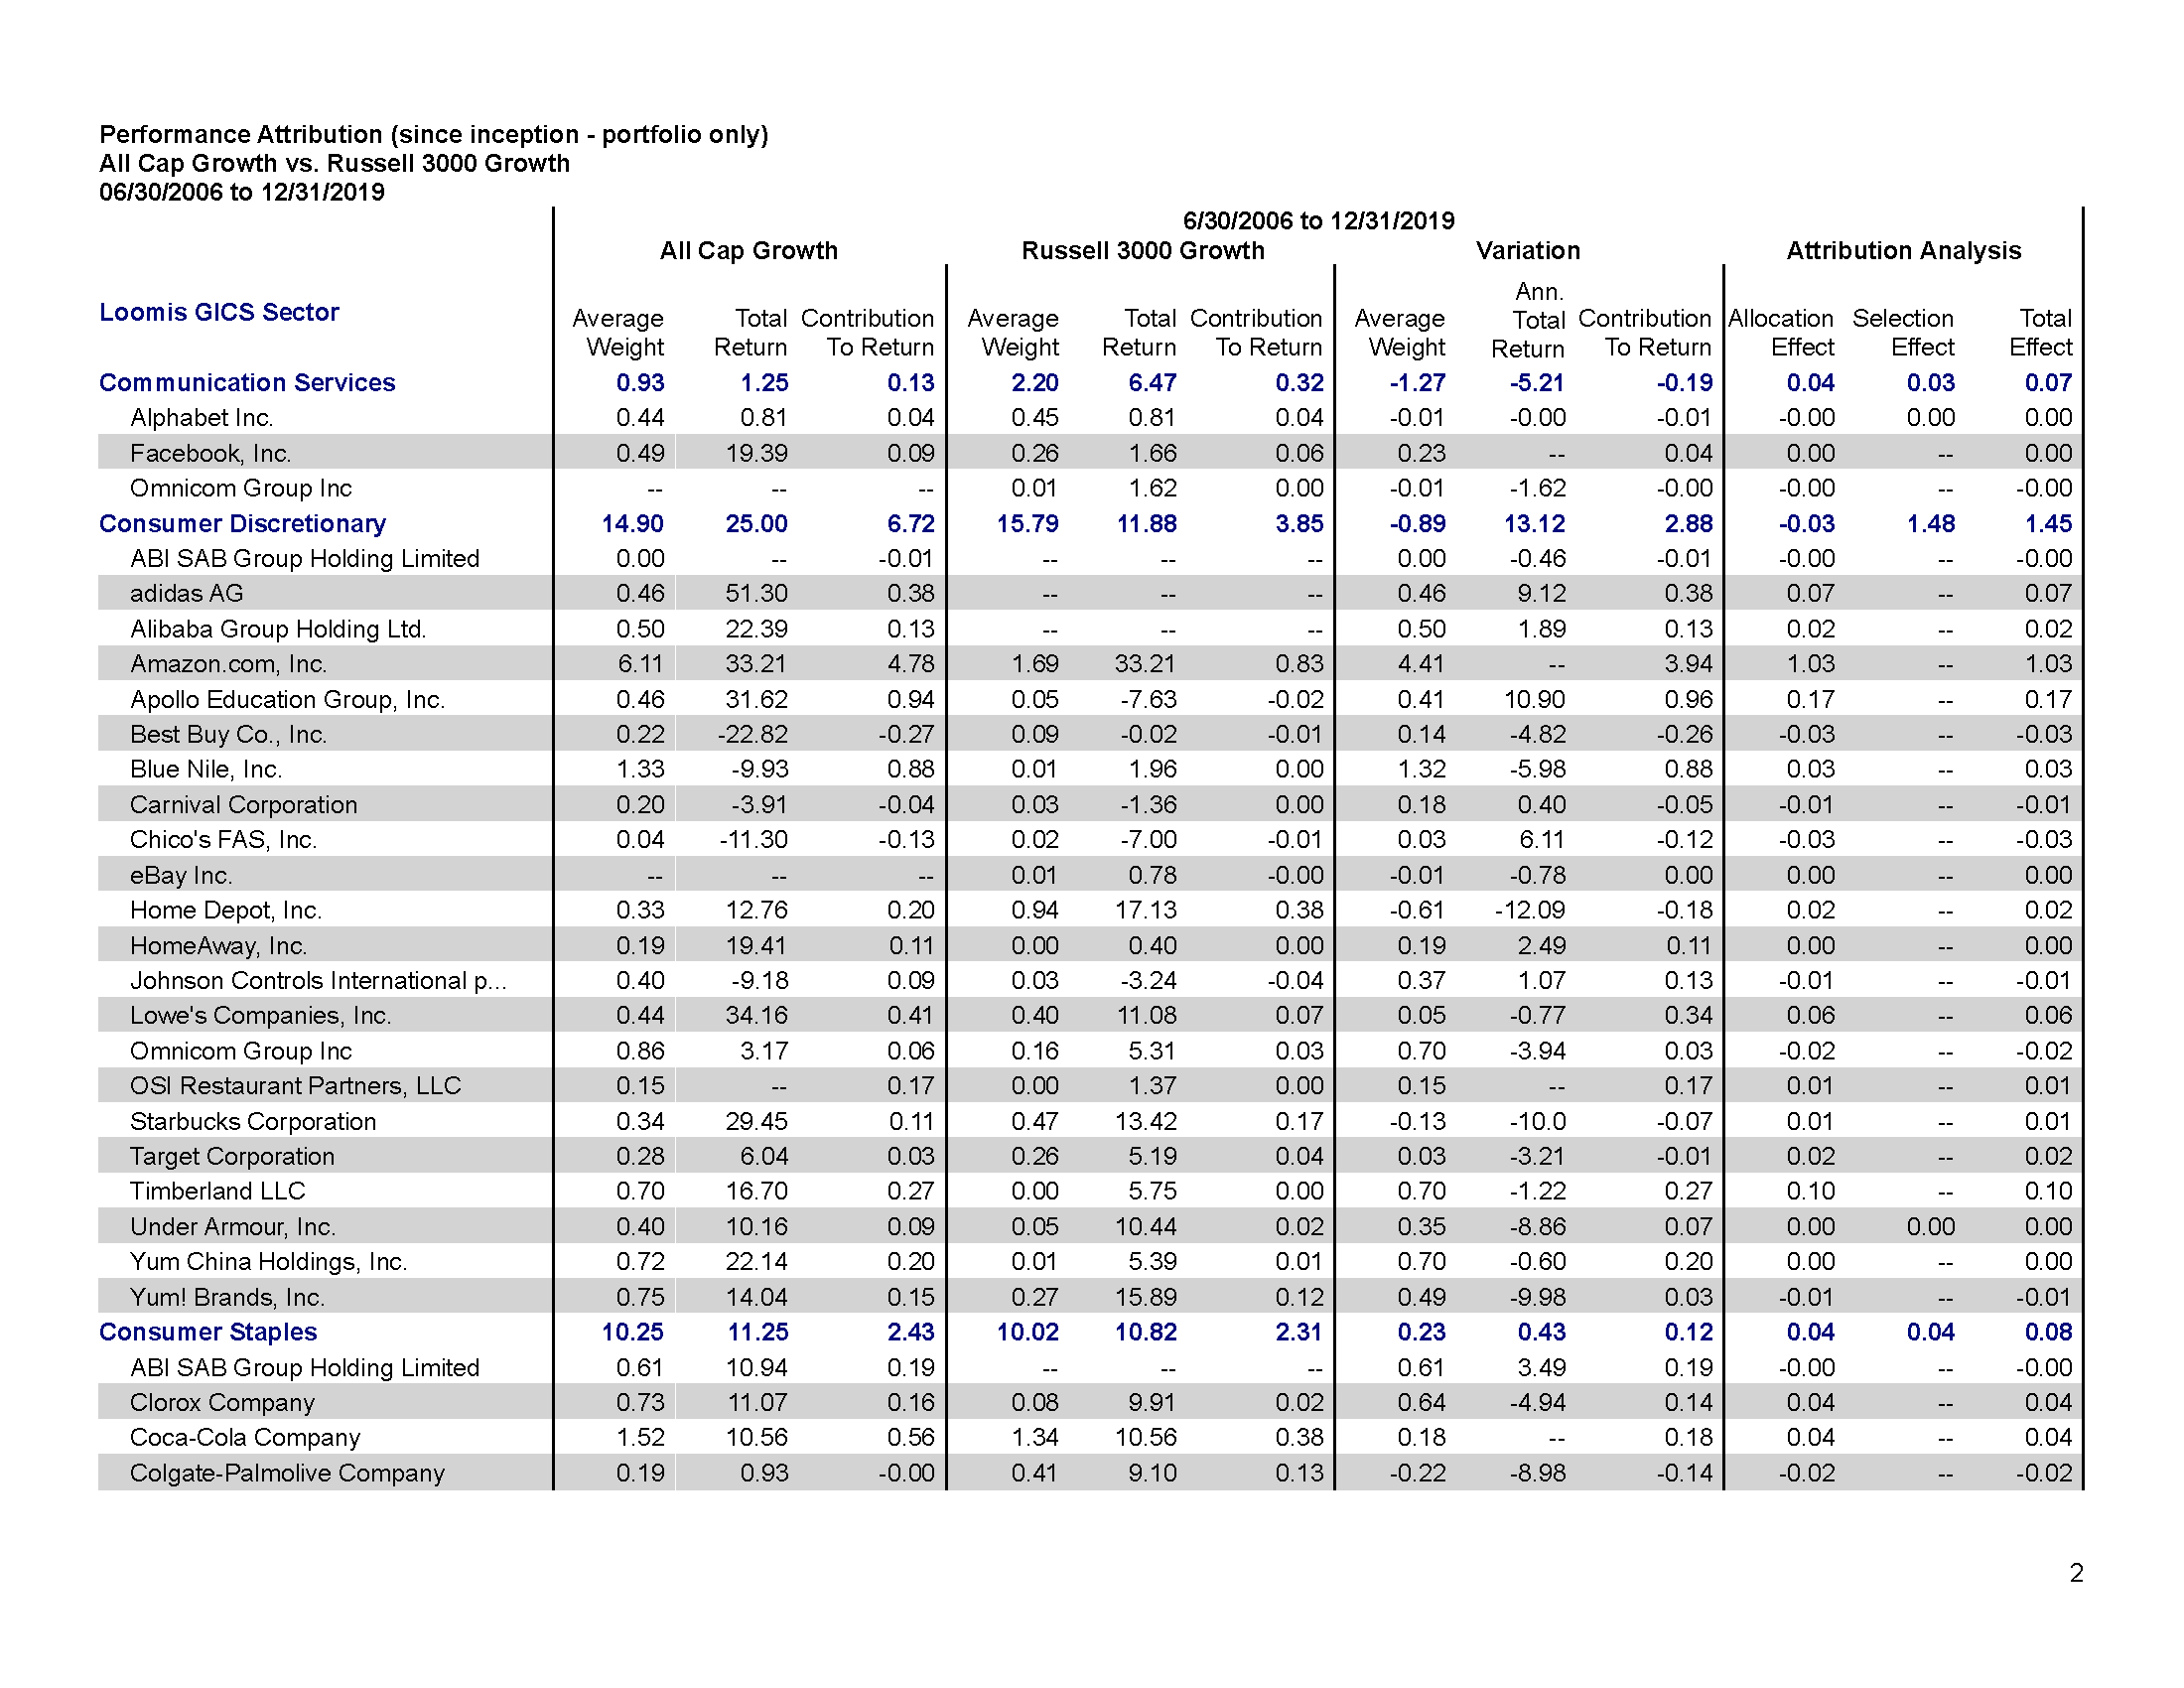 Performance Attribution (since inception - portfolio only)
All Cap Growth vs. Russell 3000 Growth
06/30/2006 to 12/31/2019
6/30/2006 to 12/31/2019
All Cap Growth Russell 3000 Growth Variation Attribution Analysis
Loomis GICS Sector Average Weight Total Return Contribution To Return Average Weight Total Return Contribution To Return Average Weight Ann. Total Return Contribution To Return Allocation Effect Selection Effect Total Effect
Communication Services 0.93 1.25 0.13 2.20 6.47 0.32 -1.27 -5.21 -0.19 0.04 0.03 0.07
Alphabet Inc. 0.44 0.81 0.04 0.45 0.81 0.04 -0.01 -0.00 -0.01 -0.00 0.00 0.00
Facebook, Inc. 0.49 19.39 0.09 0.26 1.66 0.06 0.23 -- 0.04 0.00 -- 0.00
Omnicom Group Inc -- -- -- 0.01 1.62 0.00 -0.01 -1.62 -0.00 -0.00 -- -0.00
Consumer Discretionary 14.90 25.00 6.72 15.79 11.88 3.85 -0.89 13.12 2.88 -0.03 1.48 1.45
ABI SAB Group Holding Limited 0.00 -- -0.01 -- -- -- 0.00 -0.46 -0.01 -0.00 -- -0.00
adidas AG 0.46 51.30 0.38 -- -- -- 0.46 9.12 0.38 0.07 -- 0.07
Alibaba Group Holding Ltd. 0.50 22.39 0.13 -- -- -- 0.50 1.89 0.13 0.02 -- 0.02
Amazon.com, Inc. 6.11 33.21 4.78 1.69 33.21 0.83 4.41 -- 3.94 1.03 -- 1.03
Apollo Education Group, Inc. 0.46 31.62 0.94 0.05 -7.63 -0.02 0.41 10.90 0.96 0.17 -- 0.17
Best Buy Co., Inc. 0.22 -22.82 -0.27 0.09 -0.02 -0.01 0.14 -4.82 -0.26 -0.03 -- -0.03
Blue Nile, Inc. 1.33 -9.93 0.88 0.01 1.96 0.00 1.32 -5.98 0.88 0.03 -- 0.03
Carnival Corporation 0.20 -3.91 -0.04 0.03 -1.36 0.00 0.18 0.40 -0.05 -0.01 -- -0.01
Chico's FAS, Inc. 0.04 -11.30 -0.13 0.02 -7.00 -0.01 0.03 6.11 -0.12 -0.03 -- -0.03
eBay Inc. -- -- -- 0.01 0.78 -0.00 -0.01 -0.78 0.00 0.00 -- 0.00
Home Depot, Inc. 0.33 12.76 0.20 0.94 17.13 0.38 -0.61 -12.09 -0.18 0.02 -- 0.02
HomeAway, Inc. 0.19 19.41 0.11 0.00 0.40 0.00 0.19 2.49 0.11 0.00 -- 0.00
Johnson Controls International p... 0.40 -9.18 0.09 0.03 -3.24 -0.04 0.37 1.07 0.13 -0.01 -- -0.01
Lowe's Companies, Inc. 0.44 34.16 0.41 0.40 11.08 0.07 0.05 -0.77 0.34 0.06 -- 0.06
Omnicom Group Inc 0.86 3.17 0.06 0.16 5.31 0.03 0.70 -3.94 0.03 -0.02 -- -0.02
OSI Restaurant Partners, LLC 0.15 -- 0.17 0.00 1.37 0.00 0.15 -- 0.17 0.01 -- 0.01
Starbucks Corporation 0.34 29.45 0.11 0.47 13.42 0.17 -0.13 -10.0 -0.07 0.01 -- 0.01
Target Corporation 0.28 6.04 0.03 0.26 5.19 0.04 0.03 -3.21 -0.01 0.02 -- 0.02
Timberland LLC 0.70 16.70 0.27 0.00 5.75 0.00 0.70 -1.22 0.27 0.10 -- 0.10
Under Armour, Inc. 0.40 10.16 0.09 0.05 10.44 0.02 0.35 -8.86 0.07 0.00 0.00 0.00
Yum China Holdings, Inc. 0.72 22.14 0.20 0.01 5.39 0.01 0.70 -0.60 0.20 0.00 -- 0.00
Yum! Brands, Inc. 0.75 14.04 0.15 0.27 15.89 0.12 0.49 -9.98 0.03 -0.01 -- -0.01
Consumer Staples 10.25 11.25 2.43 10.02 10.82 2.31 0.23 0.43 0.12 0.04 0.04 0.08
ABI SAB Group Holding Limited 0.61 10.94 0.19 -- -- -- 0.61 3.49 0.19 -0.00 -- -0.00
Clorox Company 0.73 11.07 0.16 0.08 9.91 0.02 0.64 -4.94 0.14 0.04 -- 0.04
Coca-Cola Company 1.52 10.56 0.56 1.34 10.56 0.38 0.18 -- 0.18 0.04 -- 0.04
Colgate-Palmolive Company 0.19 0.93 -0.00 0.41 9.10 0.13 -0.22 -8.98 -0.14 -0.02 -- -0.02
2